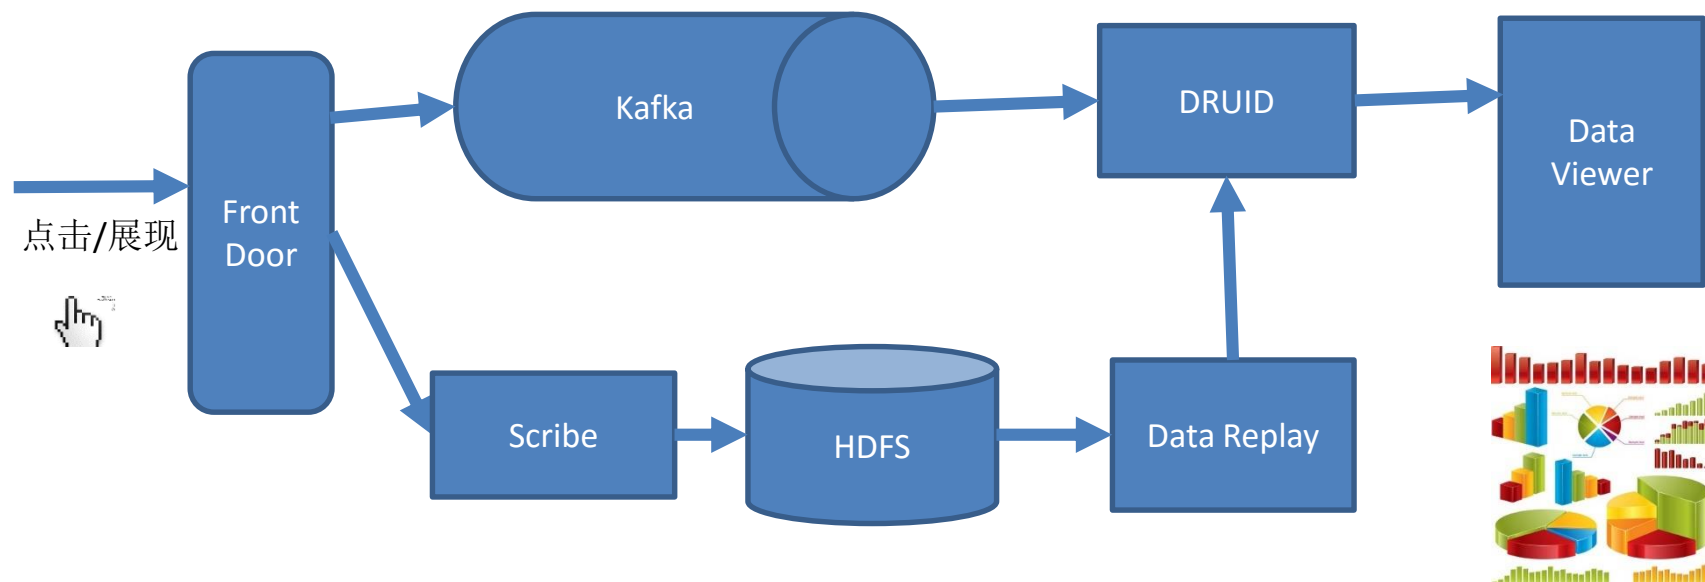 点击/展现
Front
Door
Kafka
DRUID
Data
Viewer
Scribe
HDFS
Data Replay